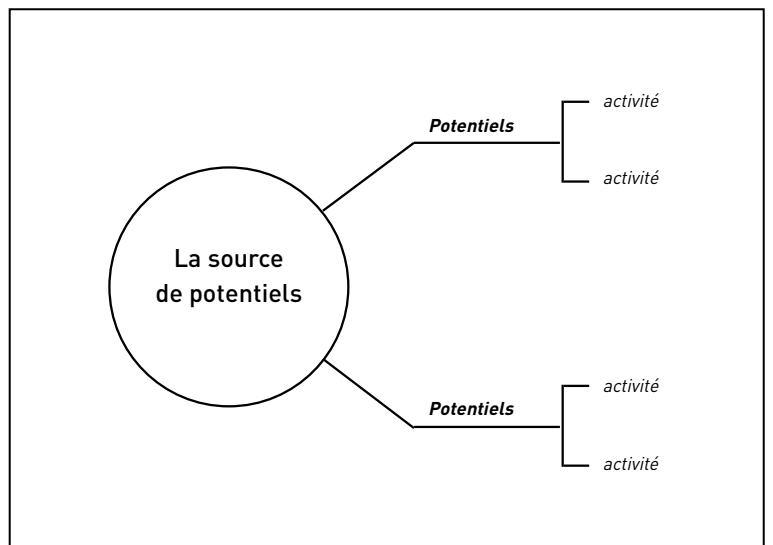 Potentiels
activité
activité
La source
de potentiels
Potentiels
activité
activité